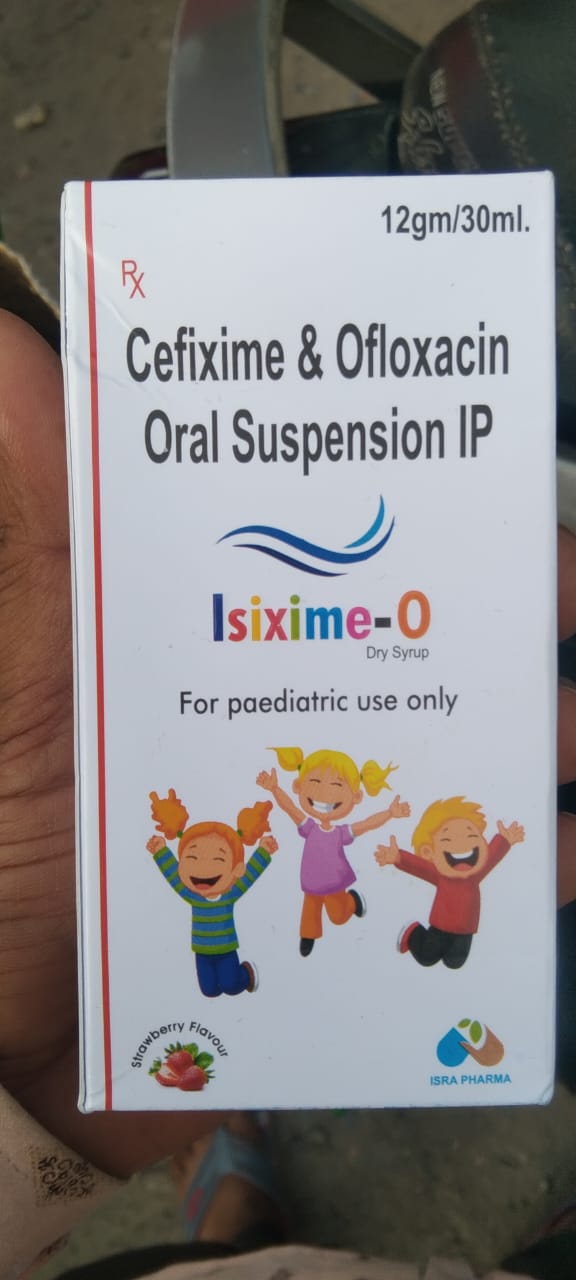 12gm/30ml.
Rx
Cefixime & Ofloxacin
Oral Suspension IP
Isixime-O
Dry Syrup
For paediatric use only
Strawberry Flavour
ISRA PHARMA